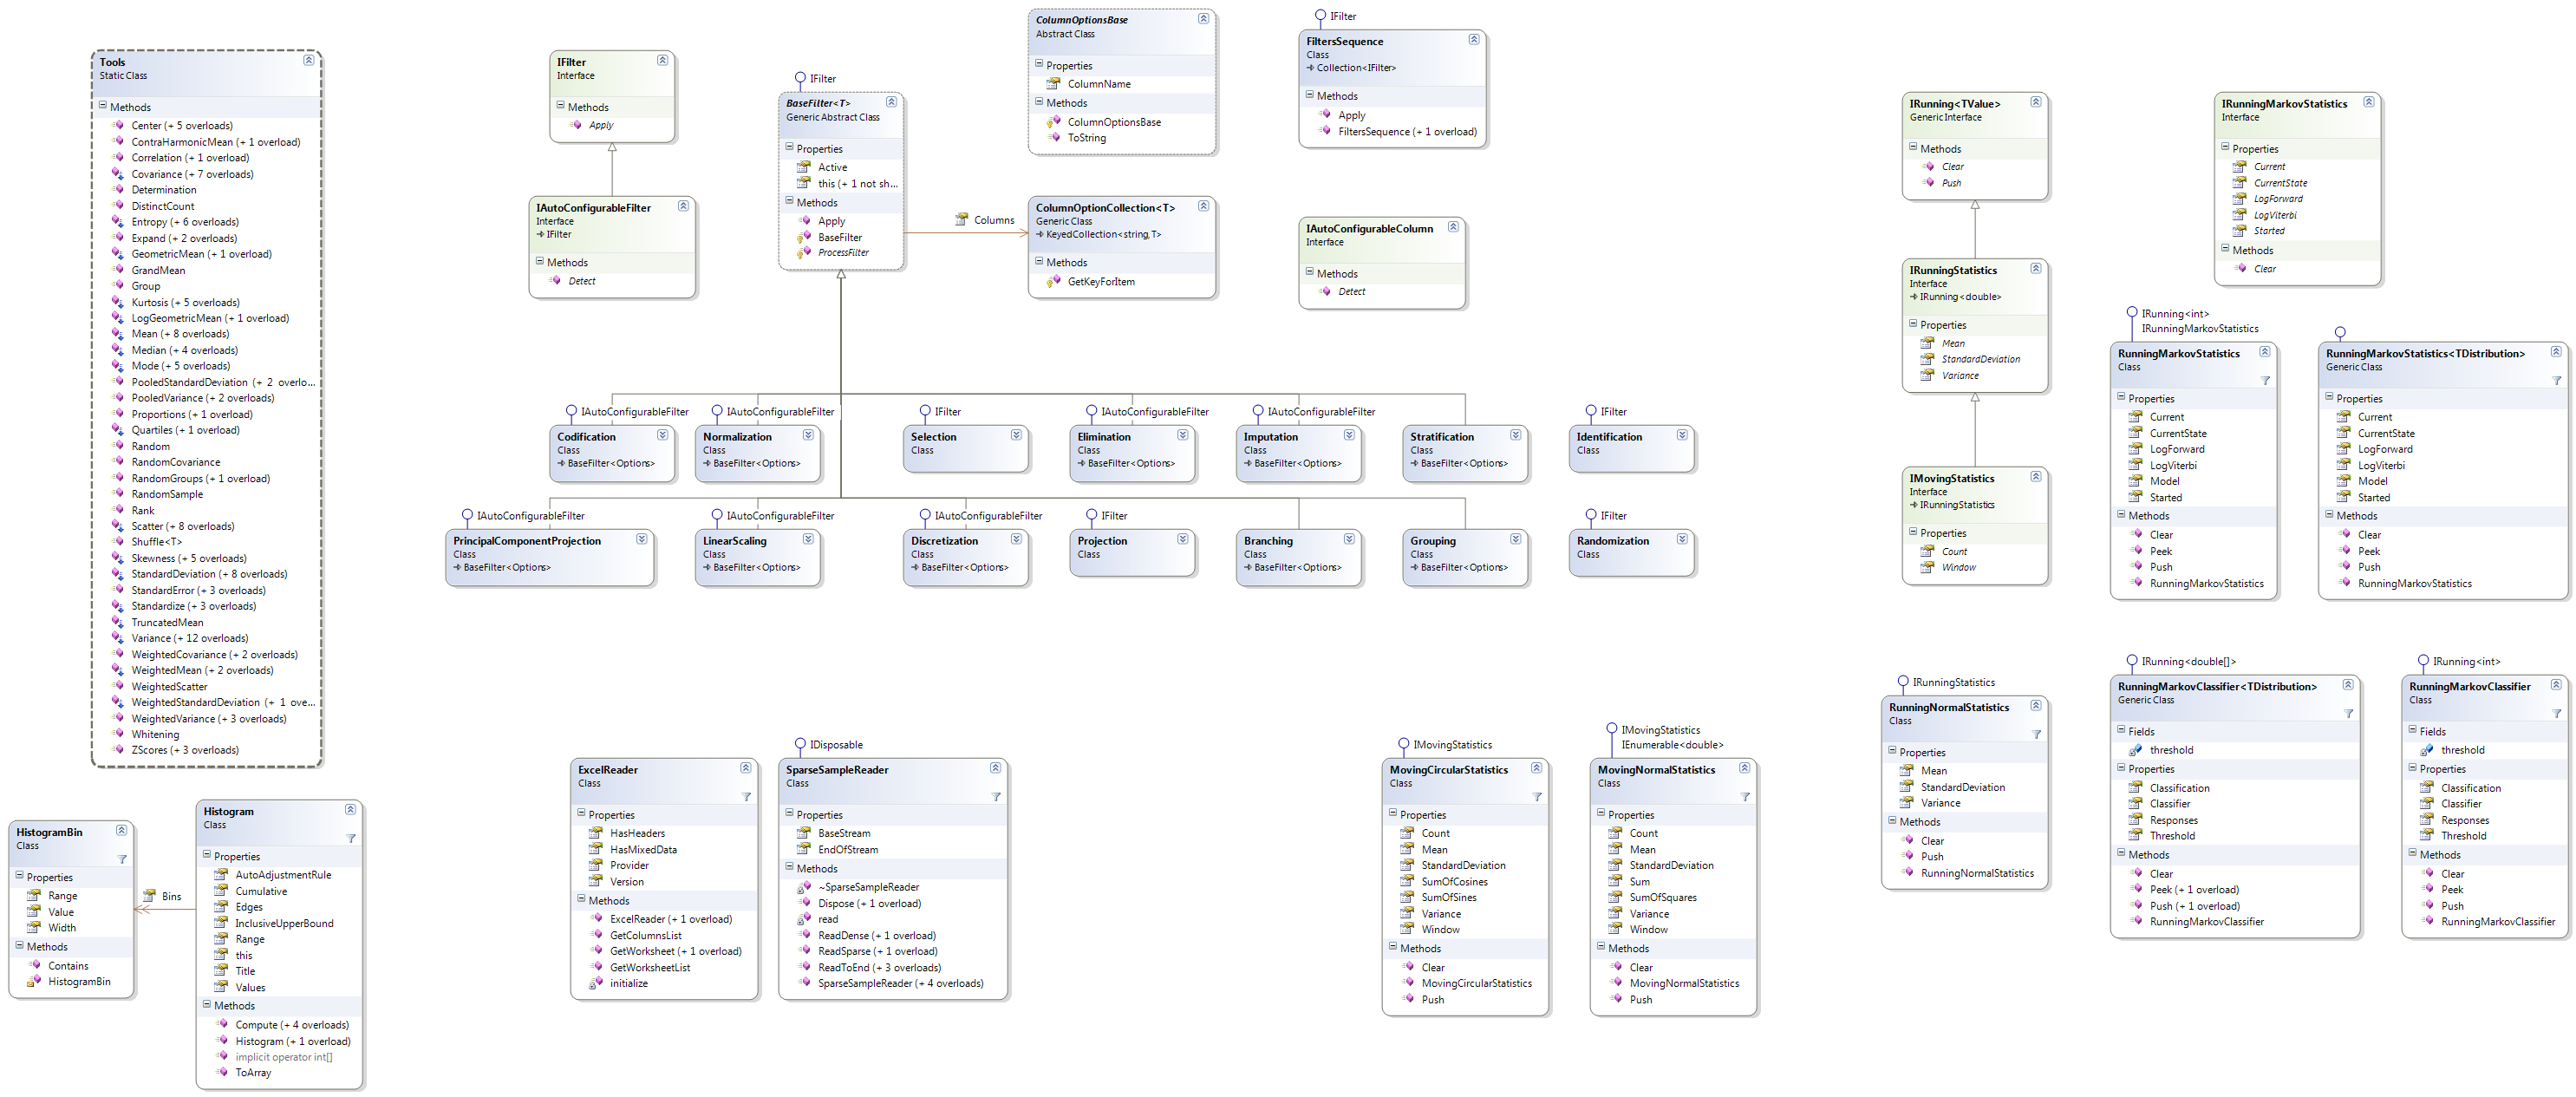 Tools
Static Class
Methods
Center (+ 5 overloads)
ContraHarmonicMean (+ 1 overload)
Correlation (+ 1 overload)
Covariance (+ 7 overloads)
Determination
DistinctCount
Entropy (+ 6 overloads)
Expand (+ 2 overloads)
GeometricMean (+ 1 overload)
GrandMean
Group
Kurtosis (+ 5 overloads)
LogGeometricMean (+ 1 overload)
Mean (+ 8 overloads)
Median (+ 4 overloads)
Mode (+ 5 overloads)
PooledStandardDeviation (+ 2 overlo...
PooledVariance (+ 2 overloads)
Proportions (+ 1 overload)
Quartiles (+ 1 overload)
Random
RandomCovariance
RandomGroups (+ 1 overload)
RandomSample
Rank
Scatter (+ 8 overloads)
Shuffle<T>
Skewness (+ 5 overloads)
StandardDeviation (+ 8 overloads)
StandardError (+ 3 overloads)
Standardize (+ 3 overloads)
TruncatedMean
Variance (+ 12 overloads)
WeightedCovariance (+ 2 overloads)
WeightedMean (+ 2 overloads)
WeightedScatter
WeightedStandardDeviation (+ 1 ove...
WeightedVariance (+ 3 overloads)
Whitening
ZScores (+ 3 overloads)
HistogramBin
Class
Properties
Range
Value
Width
Methods
Contains
HistogramBin
Bins
Histogram
Class
Properties
AutoAdjustmentRule
Cumulative
Edges
InclusiveUpperBound
Range
this
Title
Values
Methods
Compute (+ 4 overloads)
Histogram (+ 1 overload)
implicit operator int[]
ToArray
IFilter
Interface
Methods
Apply
IAutoConfigurableFilter
Interface
IFilter
Methods
Detect
IFilter
BaseFilter<T>
Generic Abstract Class
Properties
Active
this (+ 1 not sh...
Methods
Apply
BaseFilter
ProcessFilter
Columns
ColumnOptionsBase
Abstract Class
Properties
ColumnName
Methods
ColumnOptionsBase
ToString
ColumnOptionCollection<T>
Generic Class
KeyedCollection<string,T>
Methods
GetKeyForItem
IFilter
FiltersSequence
Class
Collection<IFilter>
Methods
Apply
FiltersSequence (+ 1 overload)
IAutoConfigurableColumn
Interface
Methods
Detect
IAutoConfigurableFilter
Codification
Class
BaseFilter<Options>
IAutoConfigurableFilter
Normalization
Class
BaseFilter<Options>
IFilter
Selection
Class
IAutoConfigurableFilter
Elimination
Class
BaseFilter<Options>
IAutoConfigurableFilter
Imputation
Class
BaseFilter<Options>
Stratification
Class
BaseFilter<Options>
IFilter
Identification
Class
IAutoConfigurableFilter
PrincipalComponentProjection
Class
BaseFilter<Options>
IAutoConfigurableFilter
LinearScaling
Class
BaseFilter<Options>
IAutoConfigurableFilter
Discretization
Class
BaseFilter<Options>
IFilter
Projection
Class
Branching
Class
BaseFilter<Options>
Grouping
Class
BaseFilter<Options>
IFilter
Randomization
Class
ExcelReader
Class
Properties
HasHeaders
HasMixedData
Provider
Version
Methods
ExcelReader (+ 1 overload)
GetColumnsList
GetWorksheet (+ 1 overload)
GetWorksheetList
initialize
IDisposable
SparseSampleReader
Class
Properties
BaseStream
EndOfStream
Methods
~SparseSampleReader
Dispose (+ 1 overload)
read
ReadDense (+ 1 overload)
ReadSparse (+ 1 overload)
ReadToEnd (+ 3 overloads)
SparseSampleReader (+ 4 overloads)
IMovingStatistics
MovingCircularStatistics
Class
Properties
Count
Mean
StandardDeviation
SumOfCosines
SumOfSines
Variance
Window
Methods
Clear
MovingCircularStatistics
Push
IMovingStatistics
IEnumerable<double>
MovingNormalStatistics
Class
Properties
Count
Mean
StandardDeviation
Sum
SumOfSquares
Variance
Window
Methods
Clear
MovingNormalStatistics
Push
IRunning<TValue>
Generic Interface
Methods
Clear
Push
IRunningStatistics
Interface
IRunning<double>
Properties
Mean
StandardDeviation
Variance
IMovingStatistics
Interface
IRunningStatistics
Properties
Count
Window
IRunningStatistics
RunningNormalStatistics
Class
Properties
Mean
StandardDeviation
Variance
Methods
Clear
Push
RunningNormalStatistics
IRunningMarkovStatistics
Interface
Properties
Current
CurrentState
LogForward
LogViterbi
Started
Methods
Clear
IRunning<int>
IRunningMarkovStatistics
RunningMarkovStatistics
Class
Properties
Current
CurrentState
LogForward
LogViterbi
Model
Started
Methods
Clear
Peek
Push
RunningMarkovStatistics
RunningMarkovStatistics<TDistribution>
Generic Class
Properties
Current
CurrentState
LogForward
LogViterbi
Model
Started
Methods
Clear
Peek
Push
RunningMarkovStatistics
IRunning<double[]>
RunningMarkovClassifier<TDistribution>
Generic Class
Fields
threshold
Properties
Classification
Classifier
Responses
Threshold
Methods
Clear
Peek (+ 1 overload)
Push (+ 1 overload)
RunningMarkovClassifier
IRunning<int>
RunningMarkovClassifier
Class
Fields
threshold
Properties
Classification
Classifier
Responses
Threshold
Methods
Clear
Peek
Push
RunningMarkovClassifier